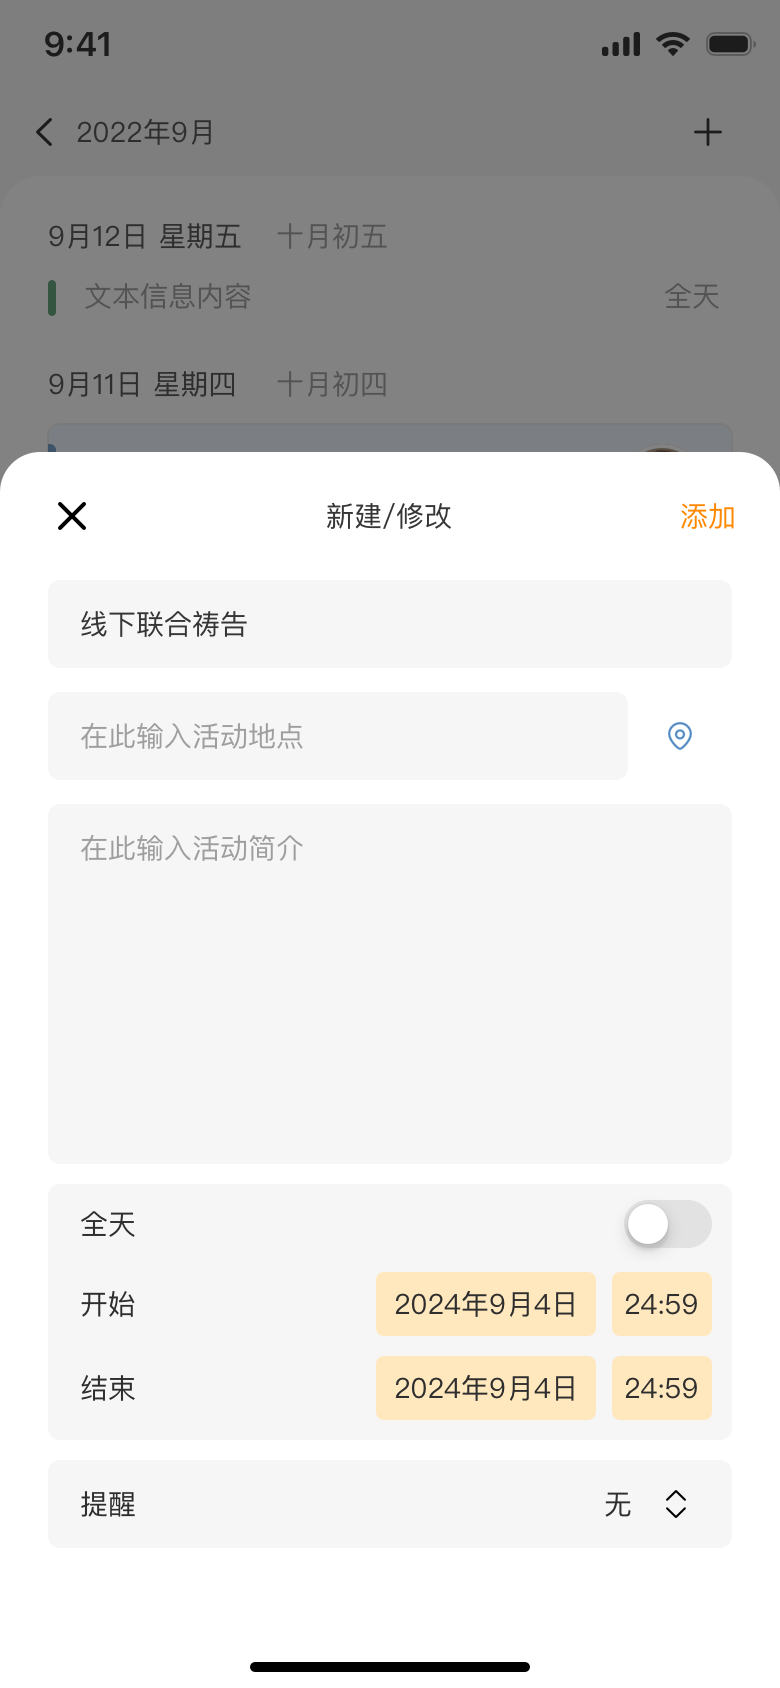 9:41
2022年9月
9月12日 星期五 十月初五
文本信息内容 全天
9月11日 星期四 十月初四
新建/修改 添加
线下联合祷告
在此输入活动地点
在此输入活动简介
全天
开始 2024年9月4日 24:59
结束 2024年9月4日 24:59
提醒 无